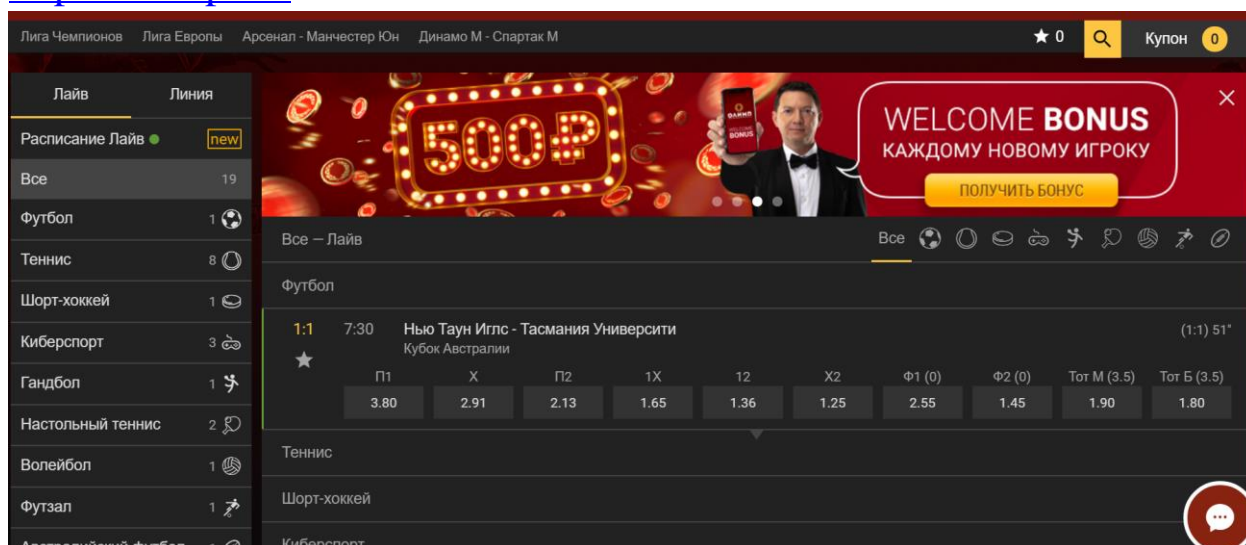 Лига Чемпионов Лига Европы Арсенал - Манчестер Юн Динамо М - Спартак М 0 Купон 0
Лайв Линия
Расписание Лайв new
Все 19
Футбол 1
Теннис 8
Шорт-хоккей 1
Киберспорт 3
Гандбол 1
Настольный теннис 2
Волейбол 1
Футзал 1
500₽
WELCOME BONUS
WELCOME BONUS
КАЖДОМУ НОВОМУ ИГРОКУ
ПОЛУЧИТЬ БОНУС
Все — Лайв Все
Футбол
1:1 7:30 Нью Таун Иглс - Тасмания Университи (1:1) 51"
Кубок Австралии
П1 X П2 1X 12 X2 Ф1 (0) Ф2 (0) Тот М (3.5) Тот Б (3.5)
3.80 2.91 2.13 1.65 1.36 1.25 2.55 1.45 1.90 1.80
Теннис
Шорт-хоккей
Киберспорт